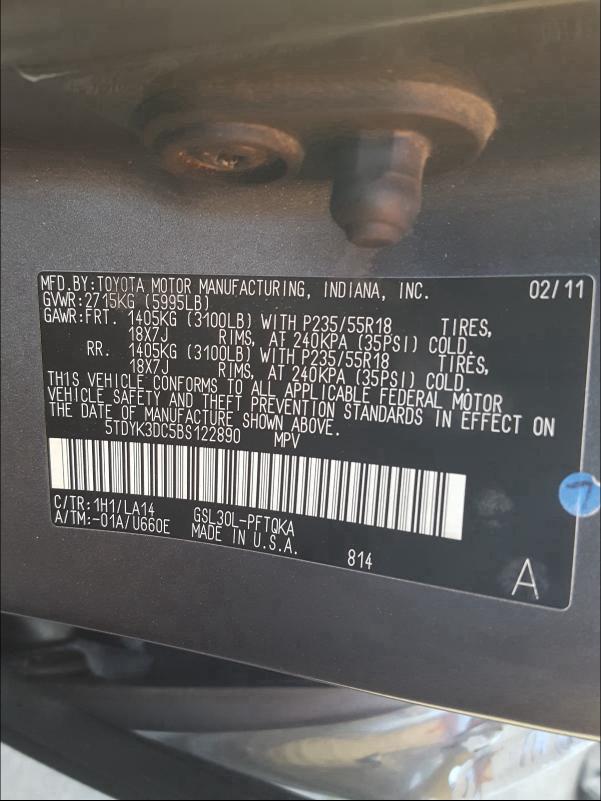 MFD.BY:TOYOTA MOTOR MANUFACTURING, INDIANA, INC. 02/11
GVWR:2715KG (5995LB)
GAWR:FRT. 1405KG (3100LB) WITH P235/55R18 TIRES,
18X7J RIMS, AT 240KPA (35PSI) COLD.
RR. 1405KG (3100LB) WITH P235/55R18 TIRES,
18X7J RIMS, AT 240KPA (35PSI) COLD.
THIS VEHICLE CONFORMS TO ALL APPLICABLE FEDERAL MOTOR
VEHICLE SAFETY AND THEFT PREVENTION STANDARDS IN EFFECT ON
THE DATE OF MANUFACTURE SHOWN ABOVE.
5TDYK3DC5BS122890 MPV
7
C/TR:1H1/LA14 GSL30L-PFTQKA
A/TM:-01A/U660E MADE IN U.S.A. 814
A